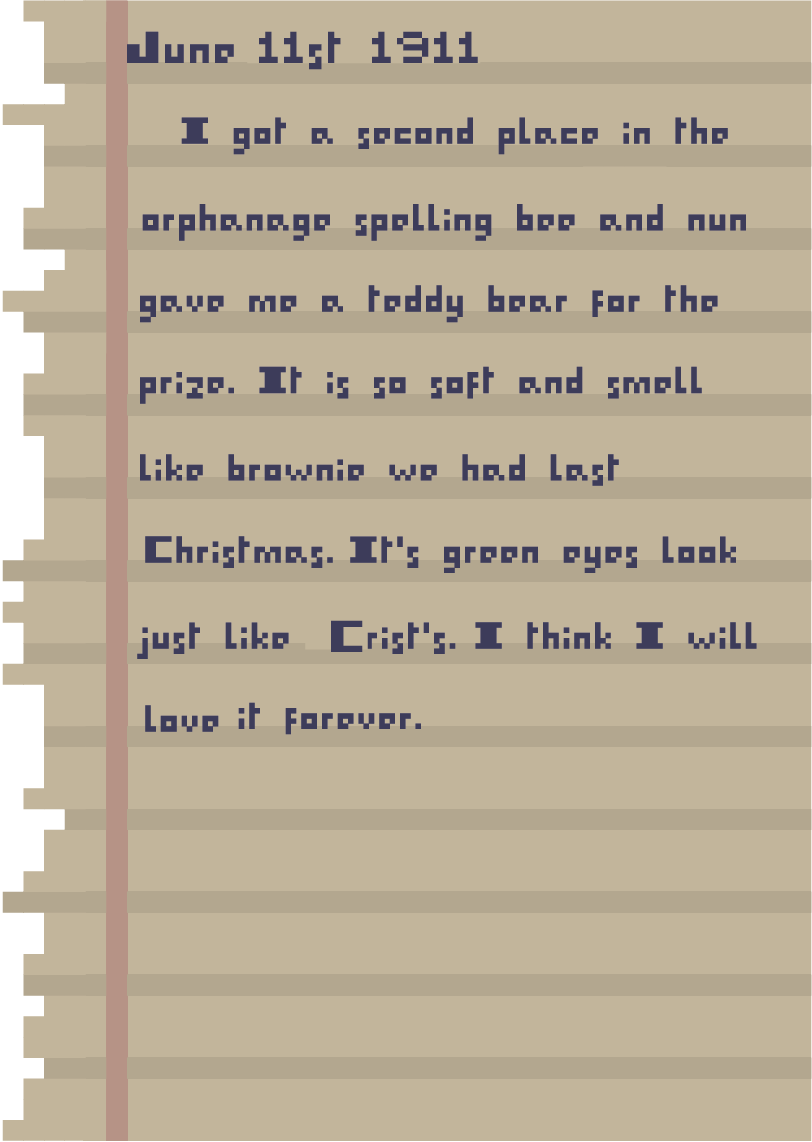 June 11st 1911
I got a second place in the
orphanage spelling bee and nun
gave me a teddy bear for the
prize. It is so soft and smell
like brownie we had last
Christmas. It's green eyes look
just like Crist's. I think I will
love it forever.